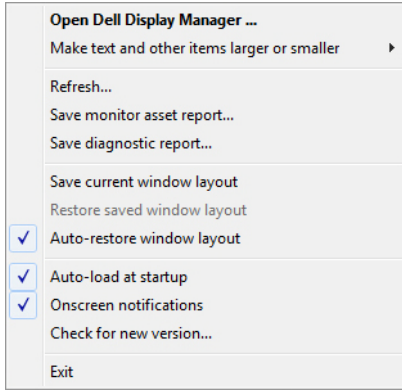 Open Dell Display Manager ...
Make text and other items larger or smaller
Refresh...
Save monitor asset report...
Save diagnostic report...
Save current window layout
Restore saved window layout
Auto-restore window layout
Auto-load at startup
Onscreen notifications
Check for new version...
Exit